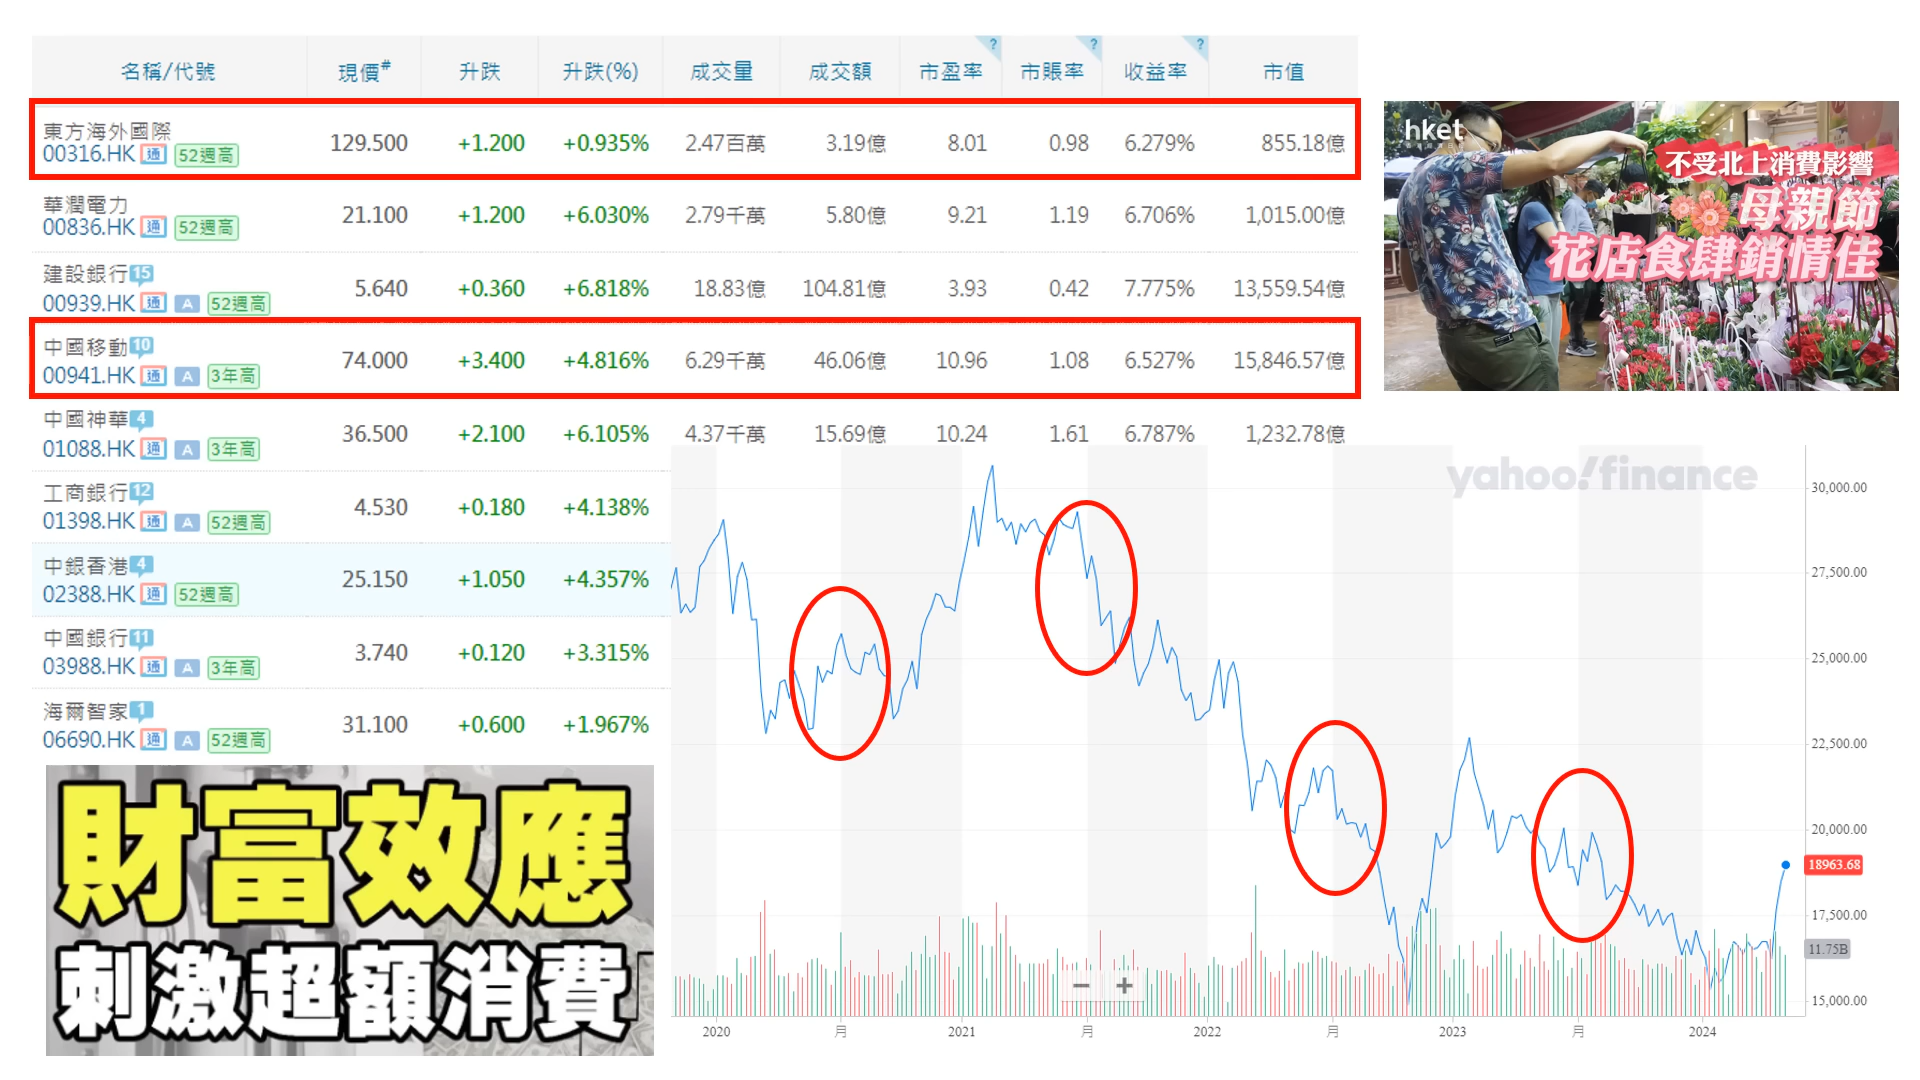 名稱/代號 現價# 升跌 升跌(%) 成交量 成交額 市盈率 ? 市賬率 ? 收益率 ? 市值
東方海外國際
00316.HK 通 52週高 129.500 +1.200 +0.935% 2.47百萬 3.19億 8.01 0.98 6.279% 855.18億
華潤電力
00836.HK 通 52週高 21.100 +1.200 +6.030% 2.79千萬 5.80億 9.21 1.19 6.706% 1,015.00億
建設銀行 15
00939.HK 通 A 52週高 5.640 +0.360 +6.818% 18.83億 104.81億 3.93 0.42 7.775% 13,559.54億
中國移動 10
00941.HK 通 A 3年高 74.000 +3.400 +4.816% 6.29千萬 46.06億 10.96 1.08 6.527% 15,846.57億
中國神華 4
01088.HK 通 A 3年高 36.500 +2.100 +6.105% 4.37千萬 15.69億 10.24 1.61 6.787% 1,232.78億
工商銀行 12
01398.HK 通 A 52週高 4.530 +0.180 +4.138%
中銀香港 4
02388.HK 通 52週高 25.150 +1.050 +4.357%
中國銀行 11
03988.HK 通 A 3年高 3.740 +0.120 +3.315%
海爾智家 1
06690.HK 通 A 52週高 31.100 +0.600 +1.967%
hket
不受北上消費影響
母親節
花店食肆銷情佳
財富效應
刺激超額消費
yahoo!finance
30,000.00
27,500.00
25,000.00
22,500.00
20,000.00
18963.68
17,500.00
11.75B
15,000.00
− +
2020 月 2021 月 2022 月 2023 月 2024